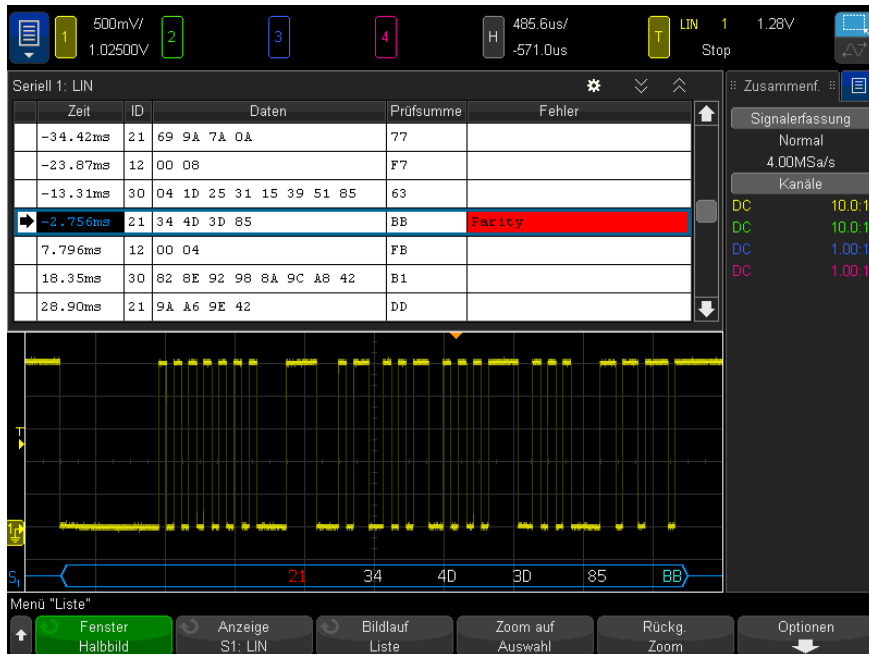 1 500mV/ 2 3 4 H 485.6us/ T LIN 1 1.28V
1.02500V -571.0us Stop
Seriell 1: LIN
Zusammenf.
Zeit ID Daten Prüfsumme Fehler
-34.42ms 21 69 9A 7A 0A 77
-23.87ms 12 00 08 F7
-13.31ms 30 04 1D 25 31 15 39 51 85 63
-2.756ms 21 34 4D 3D 85 BB Parity
7.796ms 12 00 04 FB
18.35ms 30 82 8E 92 98 8A 9C A8 42 B1
28.90ms 21 9A A6 9E 42 DD
Signalerfassung
Normal
4.00MSa/s
Kanäle
DC 10.0:1
DC 10.0:1
DC 1.00:1
DC 1.00:1
T
1
S1 21 34 4D 3D 85 BB
Menü "Liste"
Fenster Anzeige Bildlauf Zoom auf Rückg. Optionen
Halbbild S1: LIN Liste Auswahl Zoom